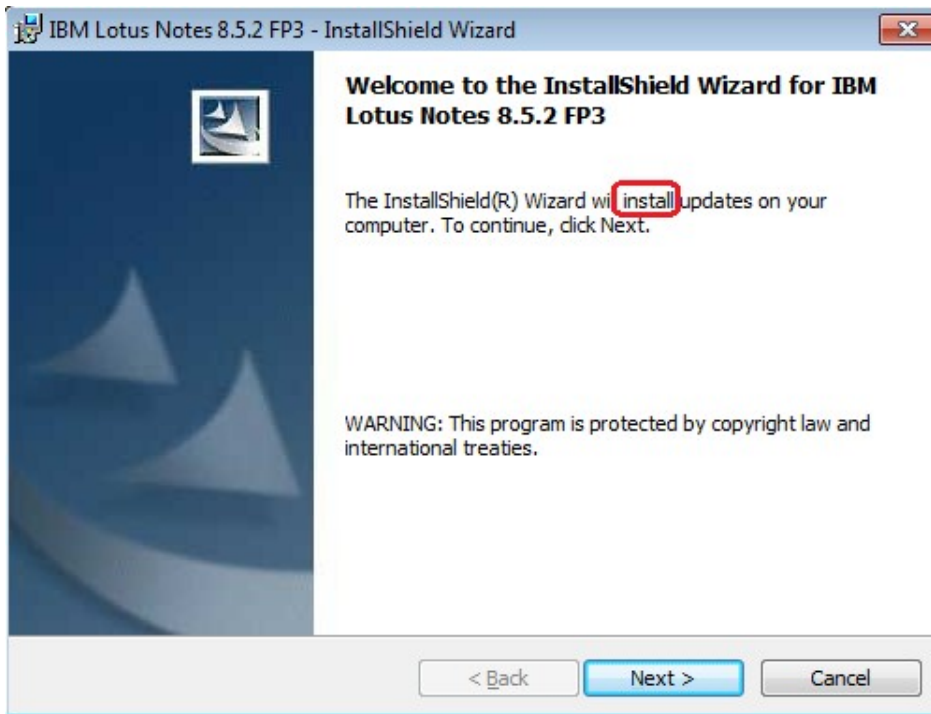 IBM Lotus Notes 8.5.2 FP3 - InstallShield Wizard
Welcome to the InstallShield Wizard for IBM
Lotus Notes 8.5.2 FP3
The InstallShield(R) Wizard will install updates on your
computer. To continue, click Next.
WARNING: This program is protected by copyright law and
international treaties.
< Back
Next >
Cancel